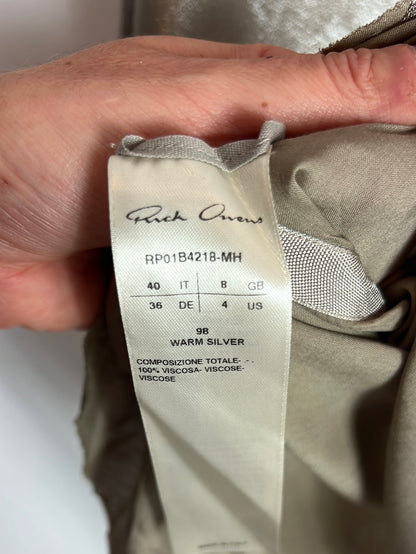 Rick Owens
RP01B4218-MH
40 IT 8 GB
36 DE 4 US
98
WARM SILVER
COMPOSIZIONE TOTALE- . .
100% VISCOSA- VISCOSE-
VISCOSE